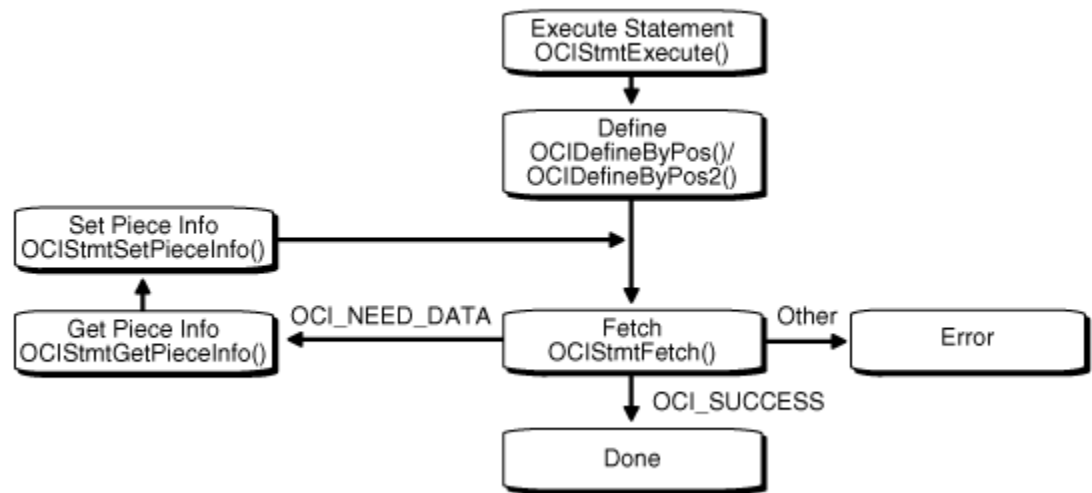 Execute Statement
OCIStmtExecute()
Define
OCIDefineByPos()/
OCIDefineByPos2()
Set Piece Info
OCIStmtSetPieceInfo()
Get Piece Info
OCIStmtGetPieceInfo()
OCI_NEED_DATA
Fetch
OCIStmtFetch()
Other
Error
OCI_SUCCESS
Done